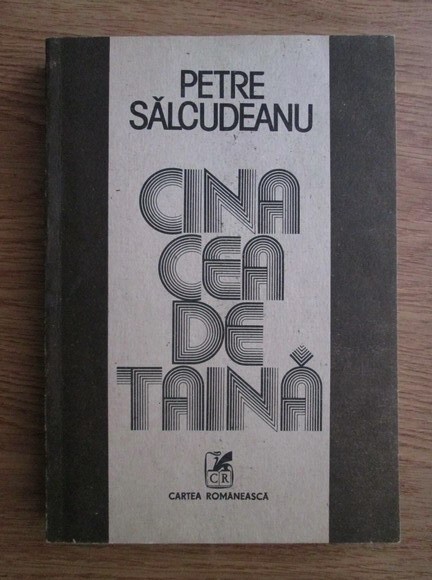 PETRE
SĂLCUDEANU
CINA
CEA
DE
TAINĂ
CR
CARTEA ROMÂNEASCĂ